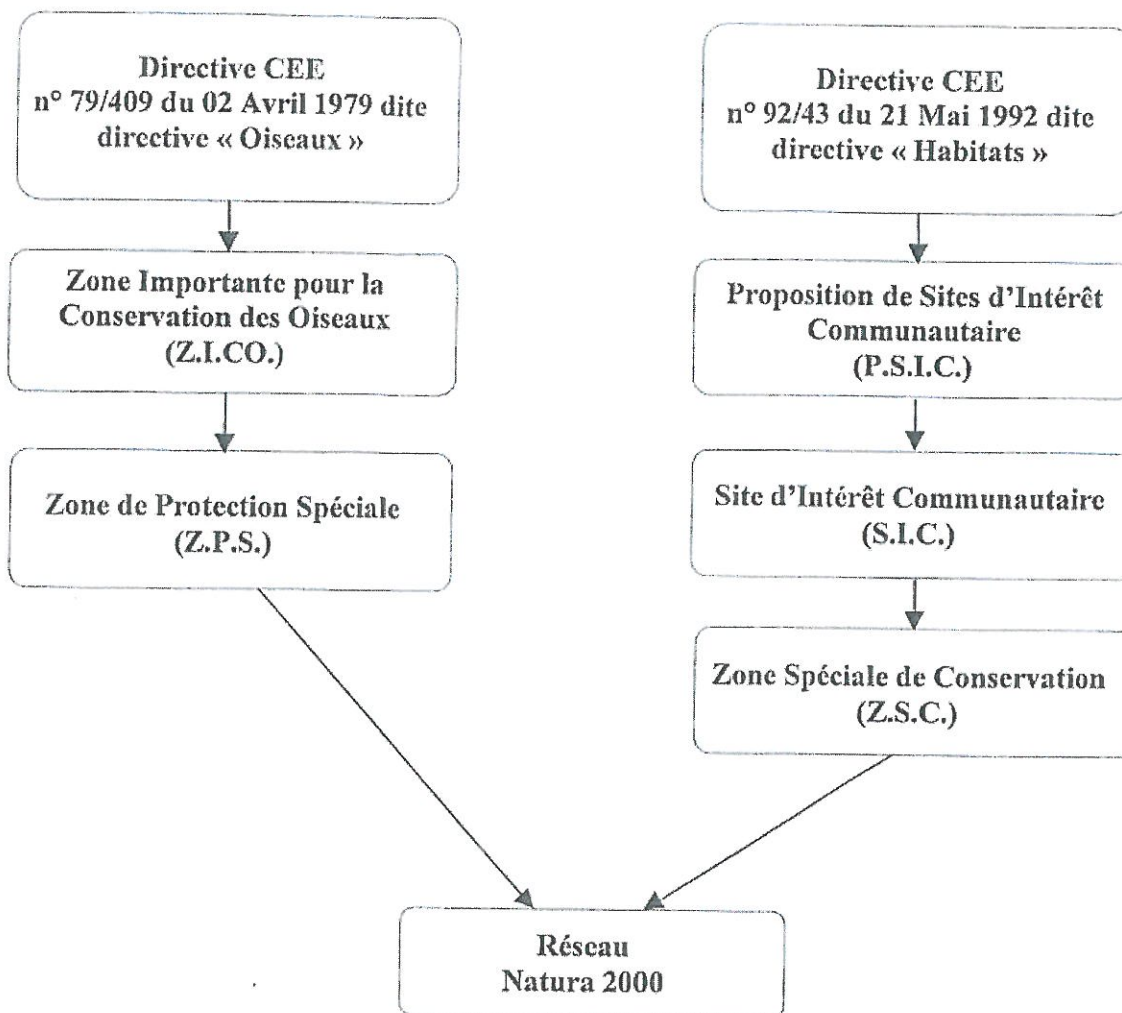 Directive CEE
n° 79/409 du 02 Avril 1979 dite
directive « Oiseaux »
Zone Importante pour la
Conservation des Oiseaux
(Z.I.CO.)
Zone de Protection Spéciale
(Z.P.S.)
Directive CEE
n° 92/43 du 21 Mai 1992 dite
directive « Habitats »
Proposition de Sites d'Intérêt
Communautaire
(P.S.I.C.)
Site d'Intérêt Communautaire
(S.I.C.)
Zone Spéciale de Conservation
(Z.S.C.)
Réseau
Natura 2000